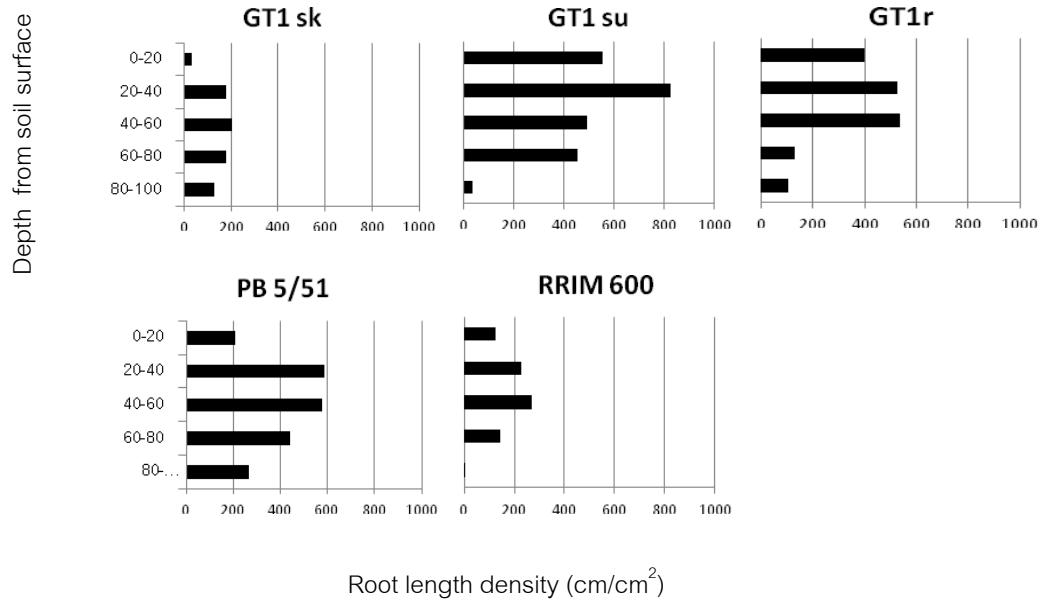 Depth from soil surface
GT1 sk
0-20
20-40
40-60
60-80
80-100
0 200 400 600 800 1000
GT1 su
0 200 400 600 800 1000
GT1r
0 200 400 600 800 1000
PB 5/51
0-20
20-40
40-60
60-80
80-...
0 200 400 600 800 1000
RRIM 600
0 200 400 600 800 1000
Root length density (cm/cm²)